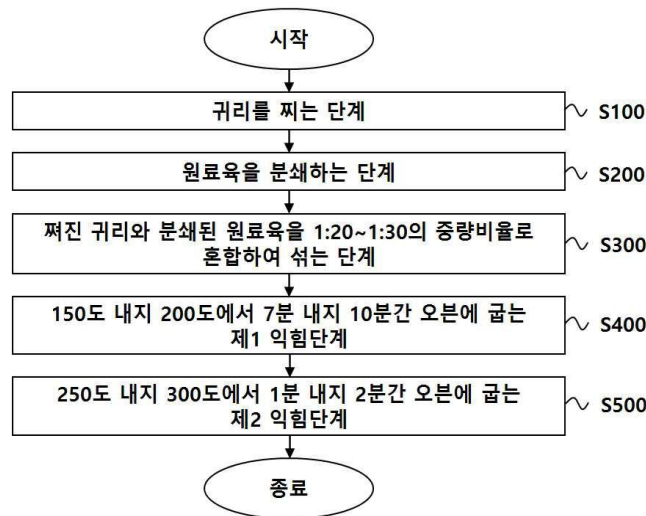 시작
귀리를 찌는 단계
S100
원료육을 분쇄하는 단계
S200
쪄진 귀리와 분쇄된 원료육을 1:20~1:30의 중량비율로
혼합하여 섞는 단계
S300
150도 내지 200도에서 7분 내지 10분간 오븐에 굽는
제1 익힘단계
S400
250도 내지 300도에서 1분 내지 2분간 오븐에 굽는
제2 익힘단계
S500
종료